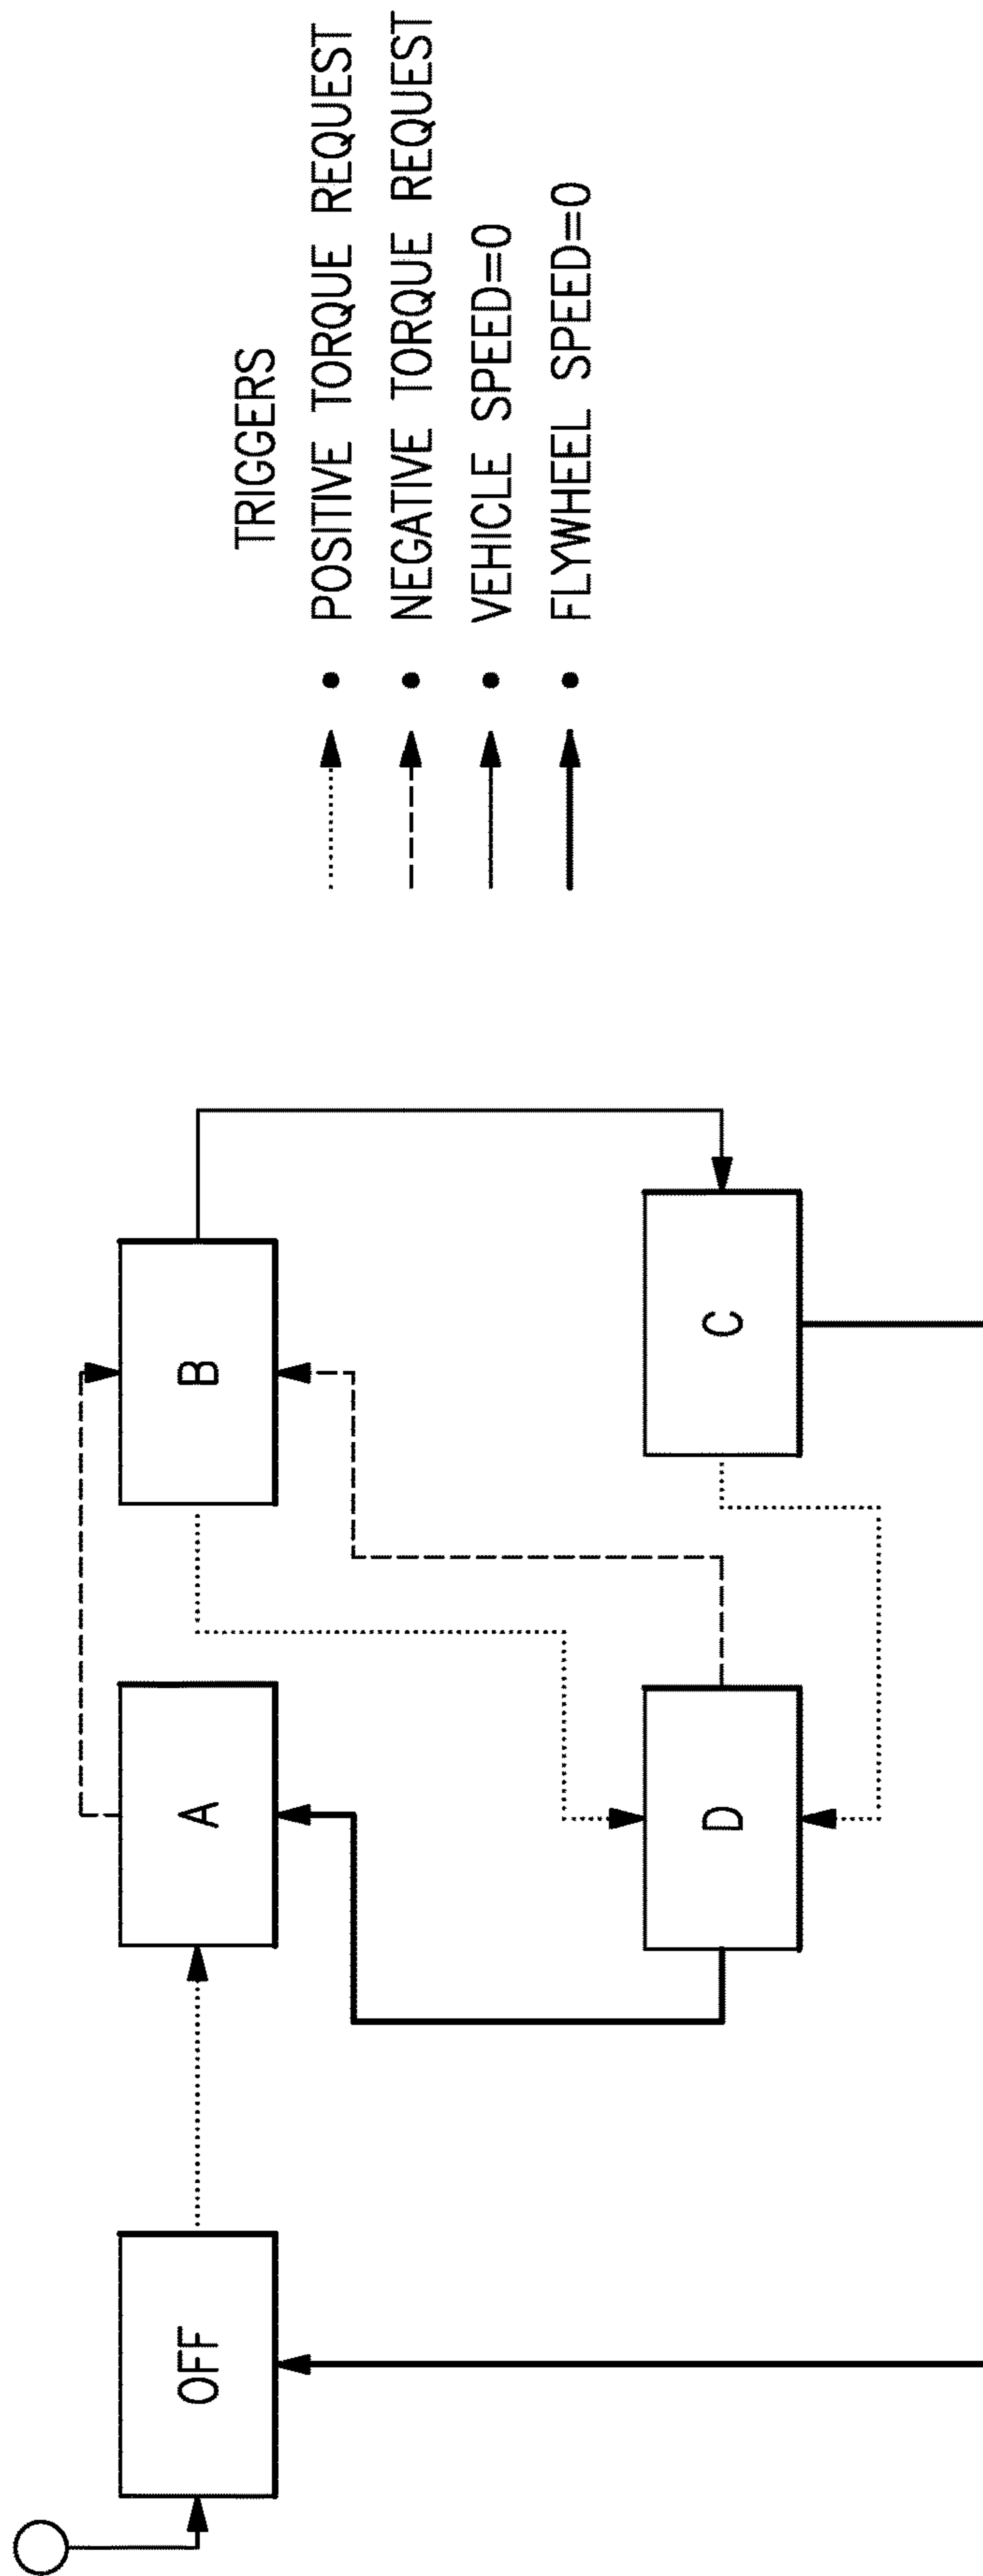 OFF
A
B
D
C
TRIGGERS
• POSITIVE TORQUE REQUEST
• NEGATIVE TORQUE REQUEST
• VEHICLE SPEED=0
• FLYWHEEL SPEED=0